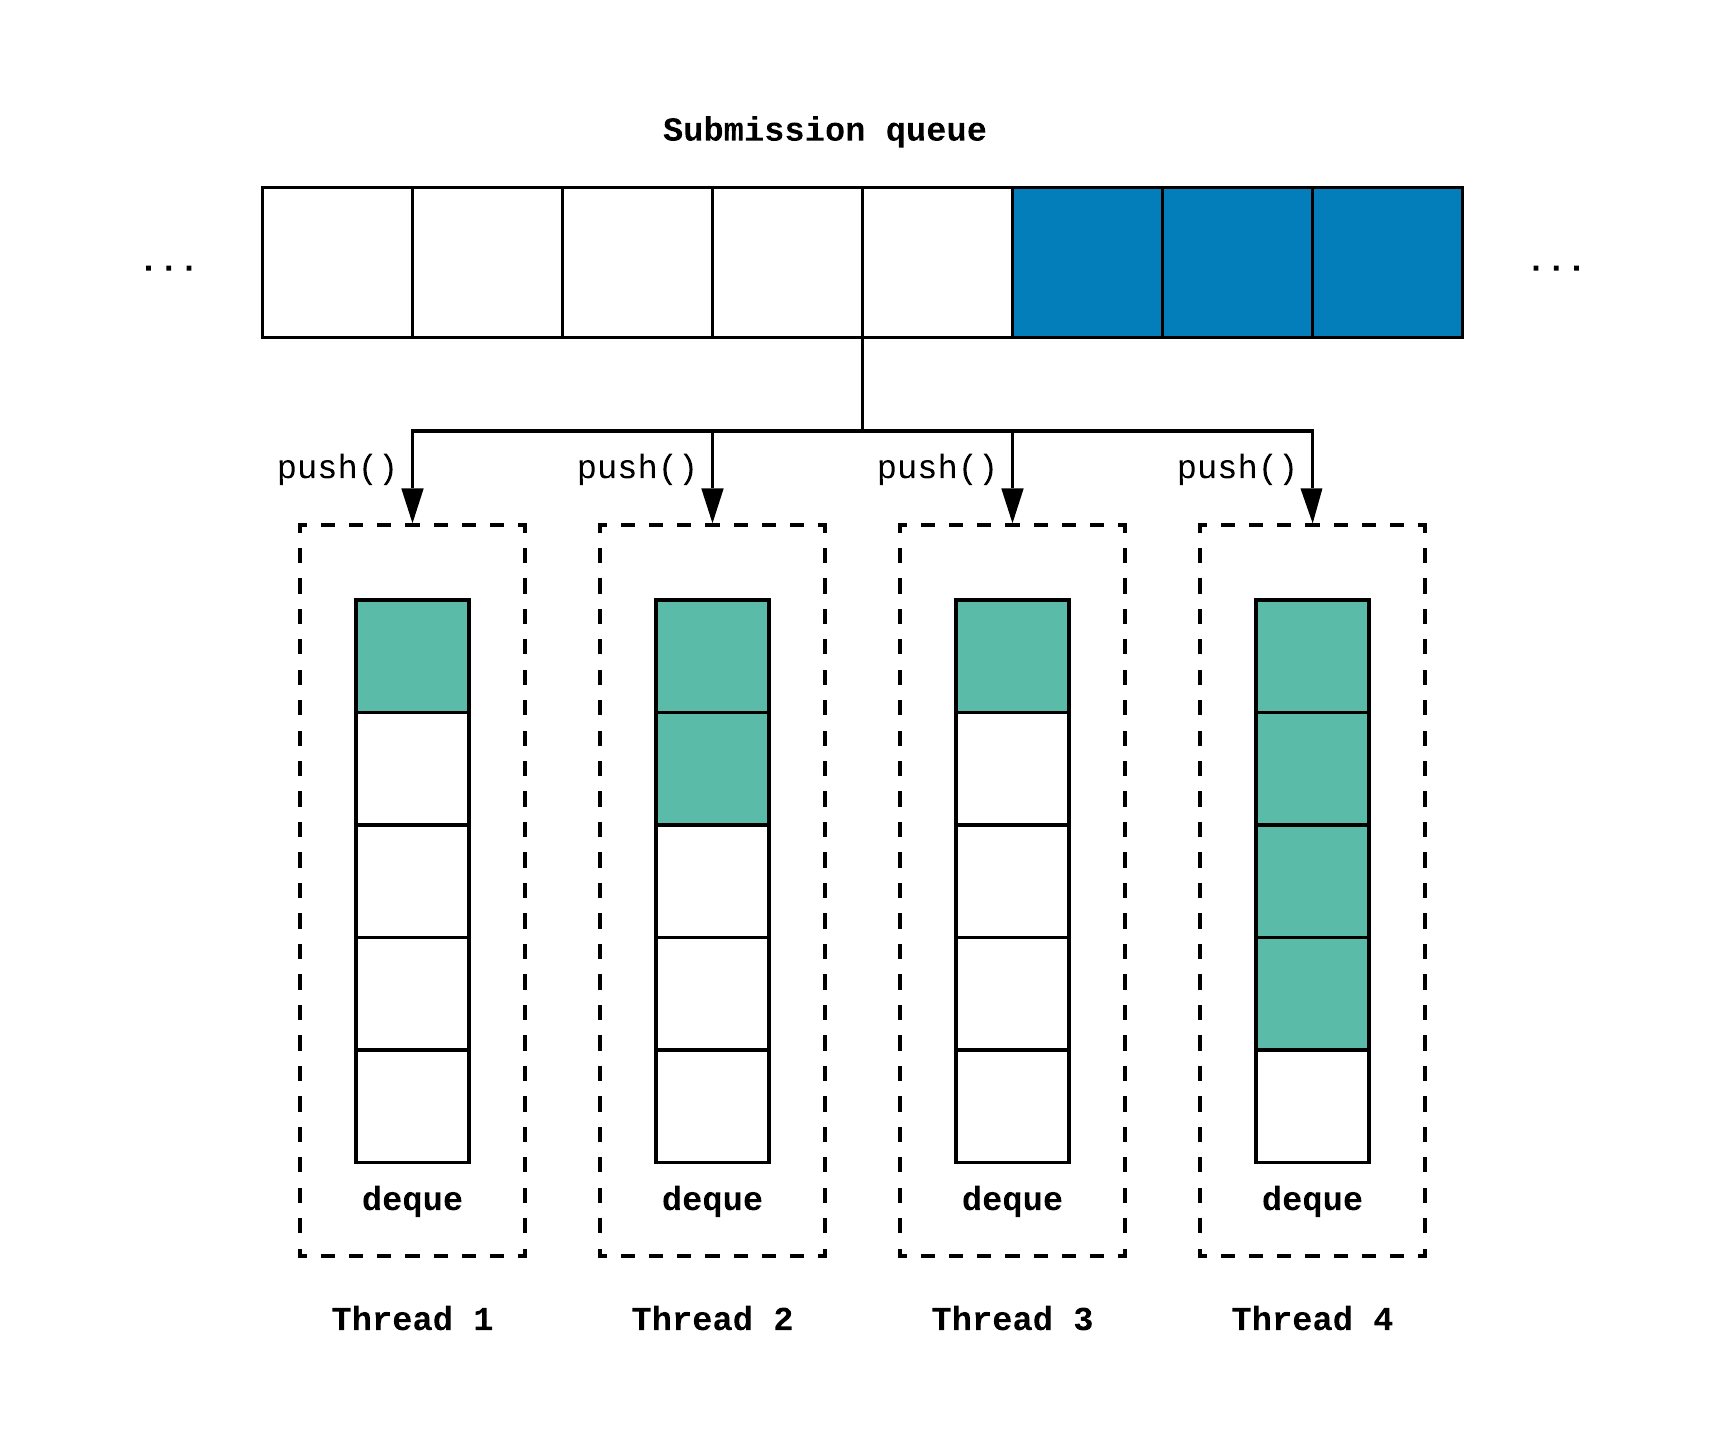 Submission queue
... ...
push() push() push() push()
deque deque deque deque
Thread 1 Thread 2 Thread 3 Thread 4